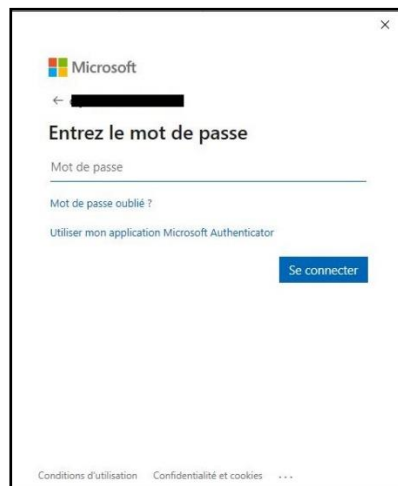 Microsoft
Entrez le mot de passe
Mot de passe
Mot de passe oublié ?
Utiliser mon application Microsoft Authenticator
Se connecter
Conditions d'utilisation Confidentialité et cookies ...